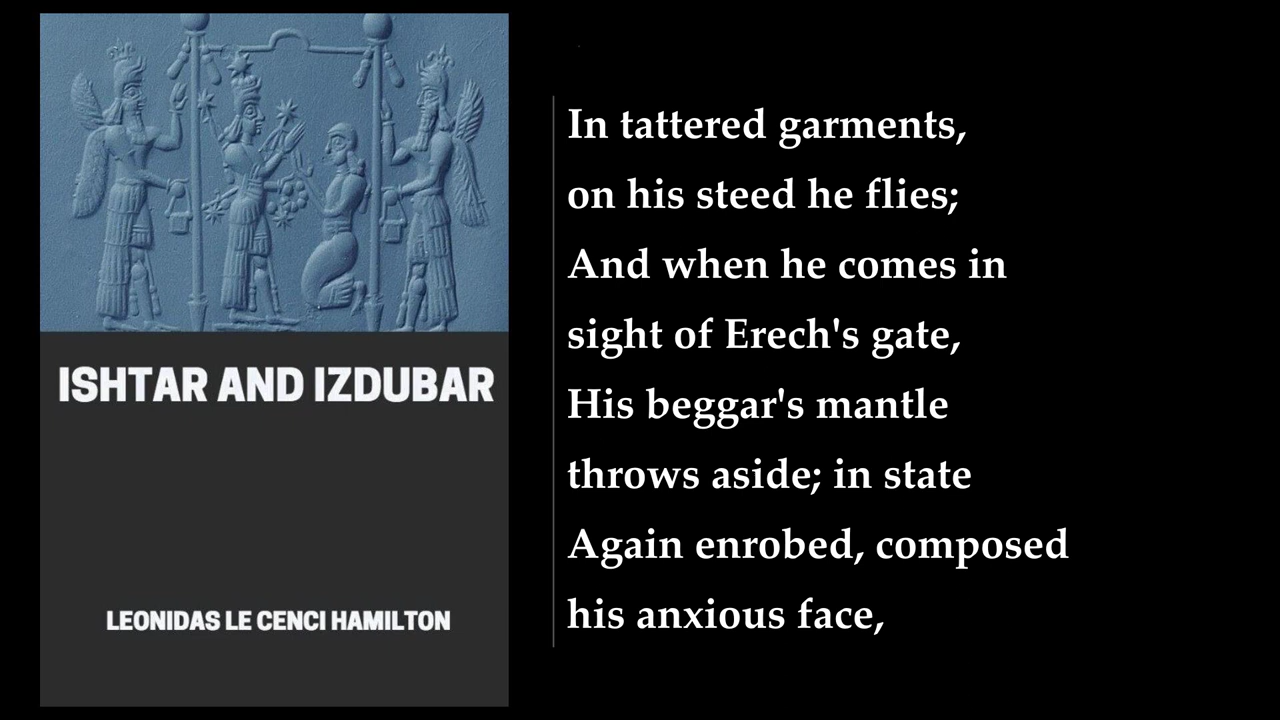 ISHTAR AND IZDUBAR
LEONIDAS LE CENCI HAMILTON
In tattered garments,
on his steed he flies;
And when he comes in
sight of Erech's gate,
His beggar's mantle
throws aside; in state
Again enrobed, composed
his anxious face,